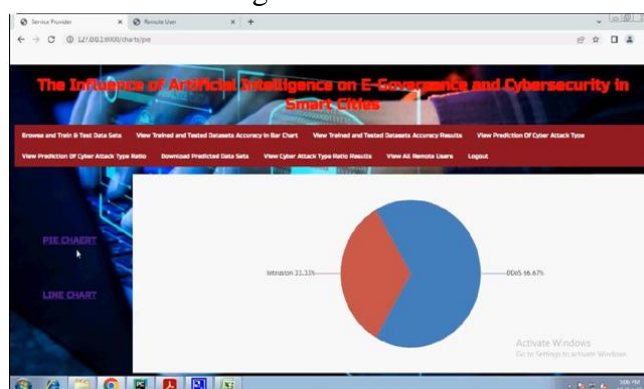 Service Provider
Remote User
127.0.0.1:8000/charts/pie
The Influence of Artificial Intelligence on E-Governance and Cybersecurity in
Smart Cities
Browse and Train & Test Data Sets View Trained and Tested Datasets Accuracy in Bar Chart View Trained and Tested Datasets Accuracy Results View Prediction Of Cyber Attack Type
View Prediction Of Cyber Attack Type Ratio Download Predicted Data Sets View Cyber Attack Type Ratio Results View All Remote Users Logout
PIE CHAERT
LINE CHART
Intrusion 33.33%
DDoS 66.67%
Activate Windows
Go to Settings to activate Windows.